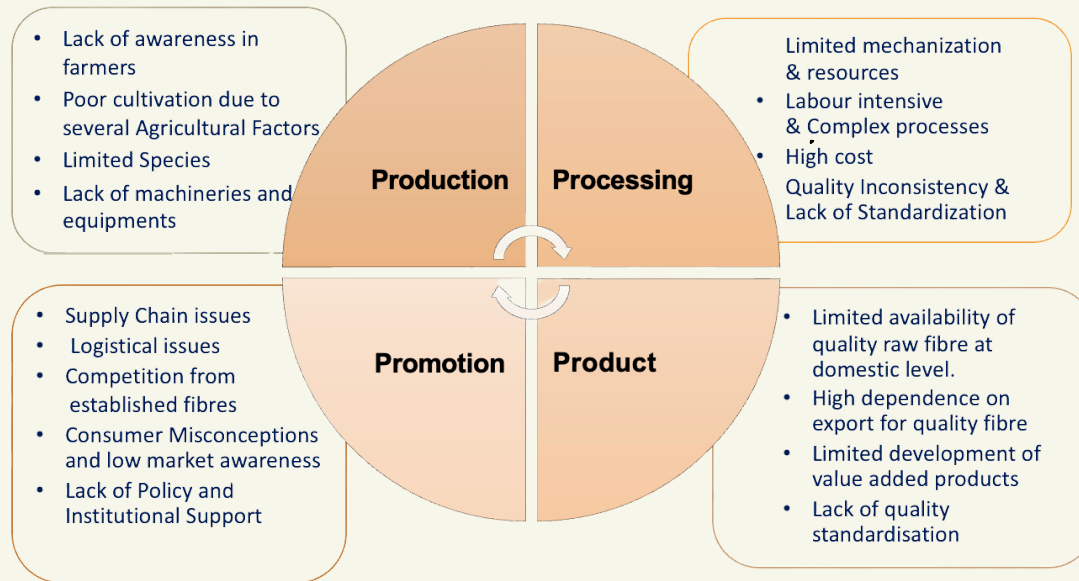 • Lack of awareness in
farmers
• Poor cultivation due to
several Agricultural Factors
• Limited Species
• Lack of machineries and
equipments
Production
Processing
Limited mechanization
& resources
• Labour intensive
& Complex processes
• High cost
Quality Inconsistency &
Lack of Standardization
• Supply Chain issues
• Logistical issues
• Competition from
established fibres
• Consumer Misconceptions
and low market awareness
• Lack of Policy and
Institutional Support
Promotion
Product
• Limited availability of
quality raw fibre at
domestic level.
• High dependence on
export for quality fibre
• Limited development of
value added products
• Lack of quality
standardisation